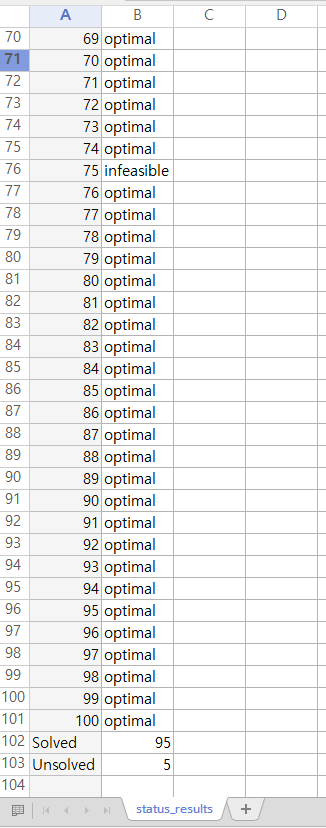 A B C D
70 69 optimal
71 70 optimal
72 71 optimal
73 72 optimal
74 73 optimal
75 74 optimal
76 75 infeasible
77 76 optimal
78 77 optimal
79 78 optimal
80 79 optimal
81 80 optimal
82 81 optimal
83 82 optimal
84 83 optimal
85 84 optimal
86 85 optimal
87 86 optimal
88 87 optimal
89 88 optimal
90 89 optimal
91 90 optimal
92 91 optimal
93 92 optimal
94 93 optimal
95 94 optimal
96 95 optimal
97 96 optimal
98 97 optimal
99 98 optimal
100 99 optimal
101 100 optimal
102 Solved 95
103 Unsolved 5
104
status_results